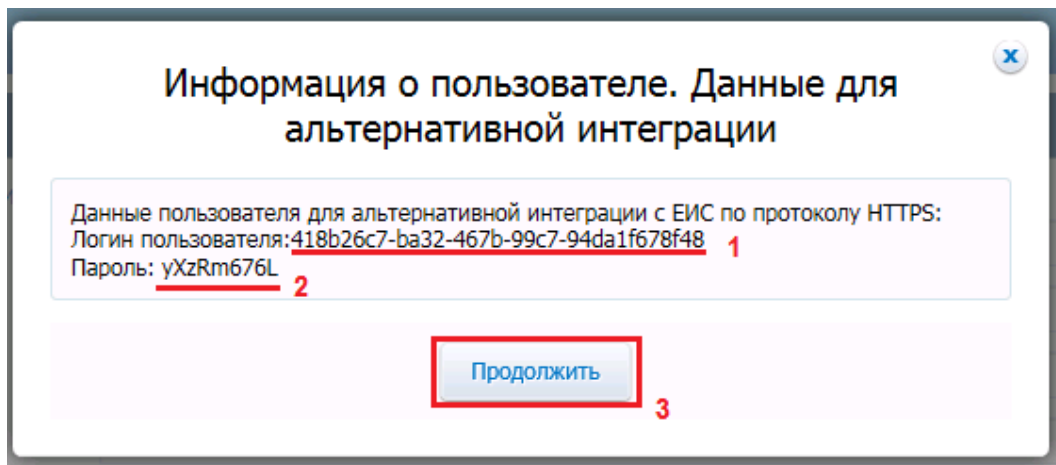 x
Информация о пользователе. Данные для
альтернативной интеграции
Данные пользователя для альтернативной интеграции с ЕИС по протоколу HTTPS:
Логин пользователя:418b26c7-ba32-467b-99c7-94da1f678f48 1
Пароль: yXzRm676L 2
Продолжить
3